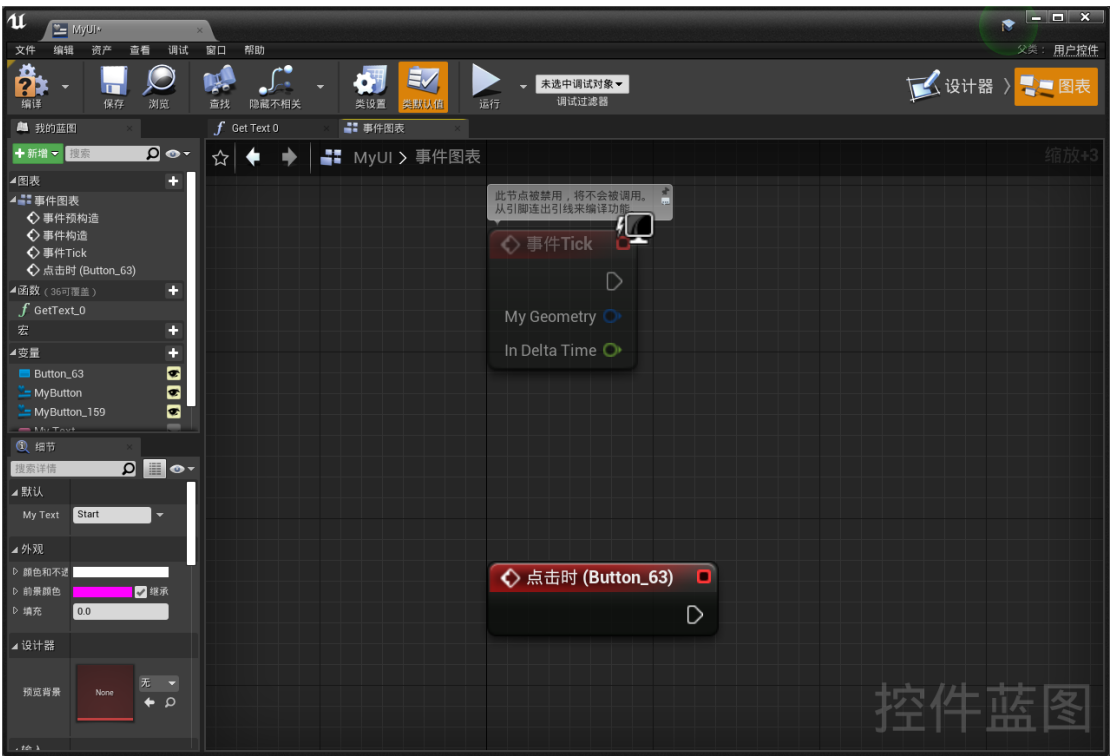 MyUI*
文件 编辑 资产 查看 调试 窗口 帮助
父类： 用户控件
编译 保存 浏览 查找 隐藏不相关 类设置 类默认值 运行
未选中调试对象
调试过滤器
设计器
图表
我的蓝图
Get Text 0
事件图表
新增
搜索
MyUI > 事件图表
缩放+3
图表
事件图表
事件预构造
事件构造
事件Tick
点击时 (Button_63)
函数 (36可覆盖)
GetText_0
宏
变量
Button_63
MyButton
MyButton_159
My Text
此节点被禁用，将不会被调用。
从引脚连出引线来编译功能
事件Tick
My Geometry
In Delta Time
细节
搜索详情
默认
My Text Start
外观
颜色和不透
前景颜色 继承
填充 0.0
设计器
预览背景 None 无
输入
点击时 (Button_63)
控件蓝图